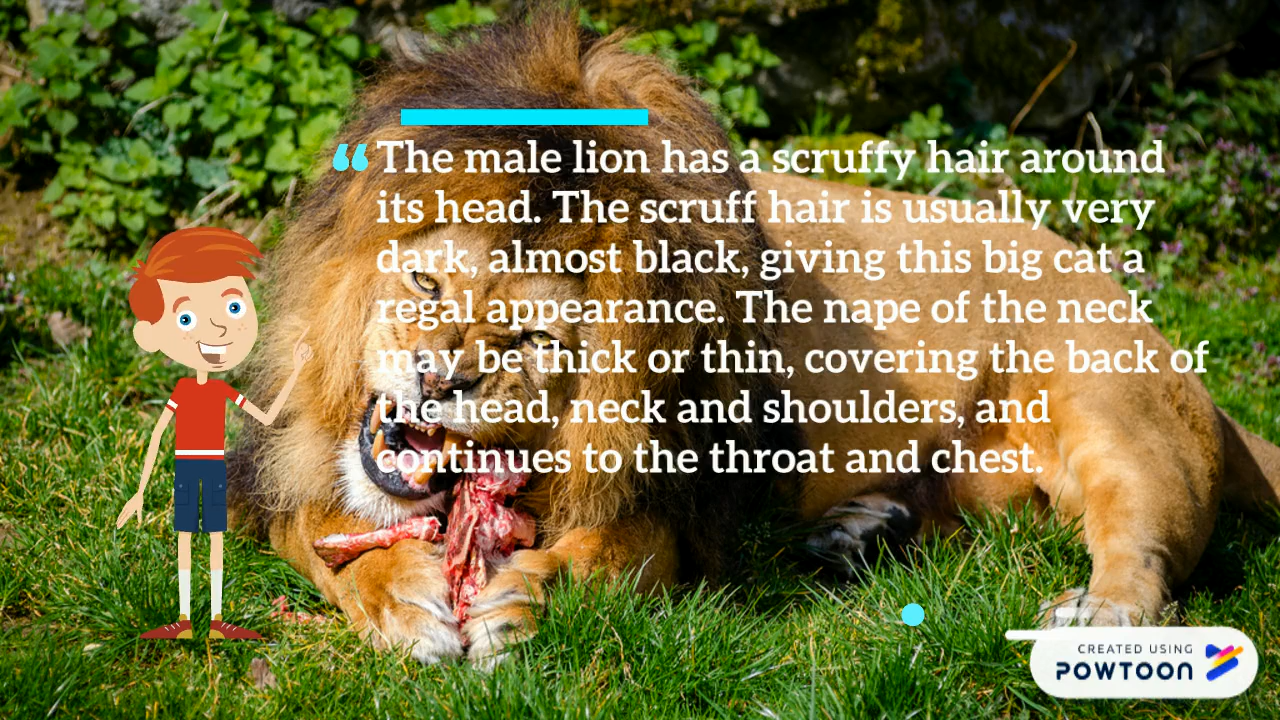 “The male lion has a scruffy hair around
its head. The scruff hair is usually very
dark, almost black, giving this big cat a
regal appearance. The nape of the neck
may be thick or thin, covering the back of
the head, neck and shoulders, and
continues to the throat and chest.
CREATED USING
POWTOON